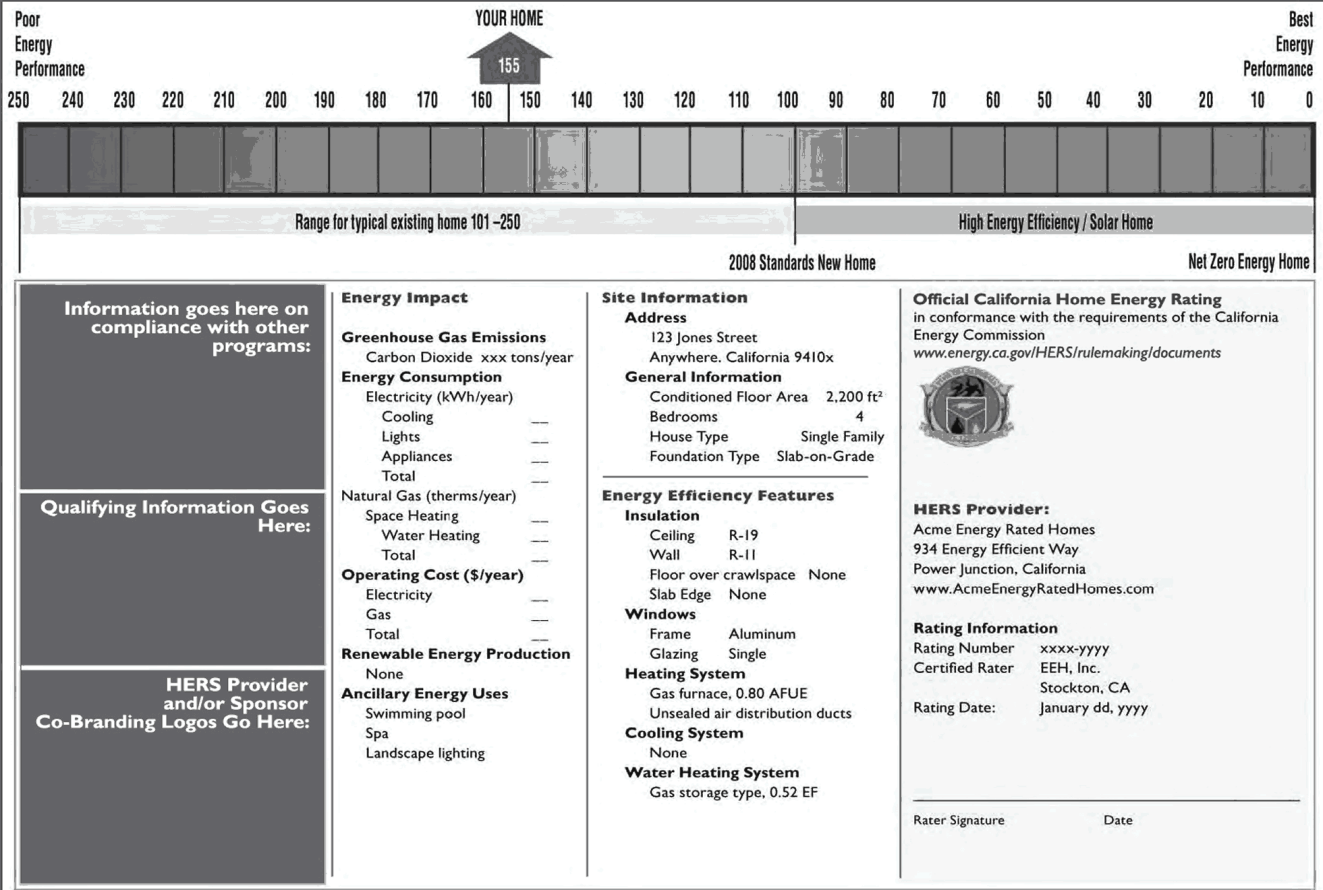 Poor
Energy
Performance
YOUR HOME
155
Best
Energy
Performance
250 240 230 220 210 200 190 180 170 160 150 140 130 120 110 100 90 80 70 60 50 40 30 20 10 0
Range for typical existing home 101 –250
High Energy Efficiency / Solar Home
2008 Standards New Home
Net Zero Energy Home
Information goes here on
compliance with other
programs:
Qualifying Information Goes
Here:
HERS Provider
and/or Sponsor
Co-Branding Logos Go Here:
Energy Impact
Greenhouse Gas Emissions
Carbon Dioxide xxx tons/year
Energy Consumption
Electricity (kWh/year)
Cooling __
Lights __
Appliances __
Total __
Natural Gas (therms/year)
Space Heating __
Water Heating __
Total __
Operating Cost ($/year)
Electricity __
Gas __
Total __
Renewable Energy Production
None
Ancillary Energy Uses
Swimming pool
Spa
Landscape lighting
Site Information
Address
123 Jones Street
Anywhere. California 9410x
General Information
Conditioned Floor Area 2,200 ft²
Bedrooms 4
House Type Single Family
Foundation Type Slab-on-Grade
Energy Efficiency Features
Insulation
Ceiling R-19
Wall R-11
Floor over crawlspace None
Slab Edge None
Windows
Frame Aluminum
Glazing Single
Heating System
Gas furnace, 0.80 AFUE
Unsealed air distribution ducts
Cooling System
None
Water Heating System
Gas storage type, 0.52 EF
Official California Home Energy Rating
in conformance with the requirements of the California
Energy Commission
www.energy.ca.gov/HERS/rulemaking/documents
HERS Provider:
Acme Energy Rated Homes
934 Energy Efficient Way
Power Junction, California
www.AcmeEnergyRatedHomes.com
Rating Information
Rating Number xxxx-yyyy
Certified Rater EEH, Inc.
Stockton, CA
Rating Date: January dd, yyyy
Rater Signature Date